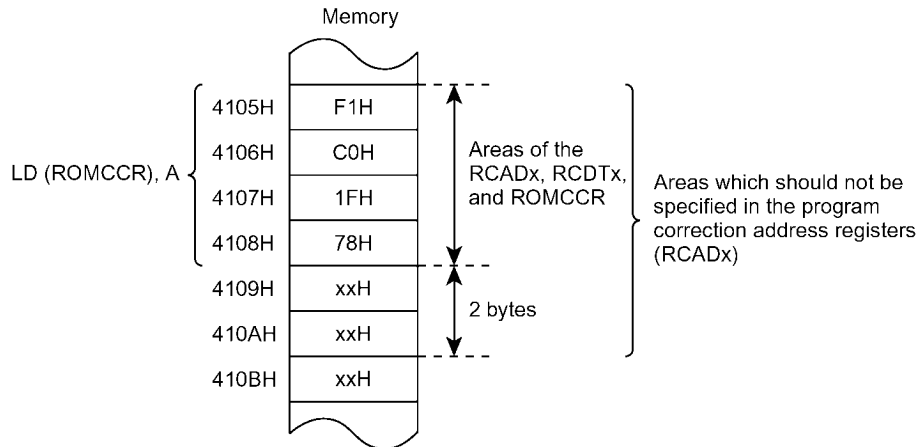 Memory
4105H F1H
4106H C0H
LD (ROMCCR), A
4107H 1FH
4108H 78H
4109H xxH
410AH xxH
410BH xxH
Areas of the
RCADx, RCDTx,
and ROMCCR
2 bytes
Areas which should not be
specified in the program
correction address registers
(RCADx)